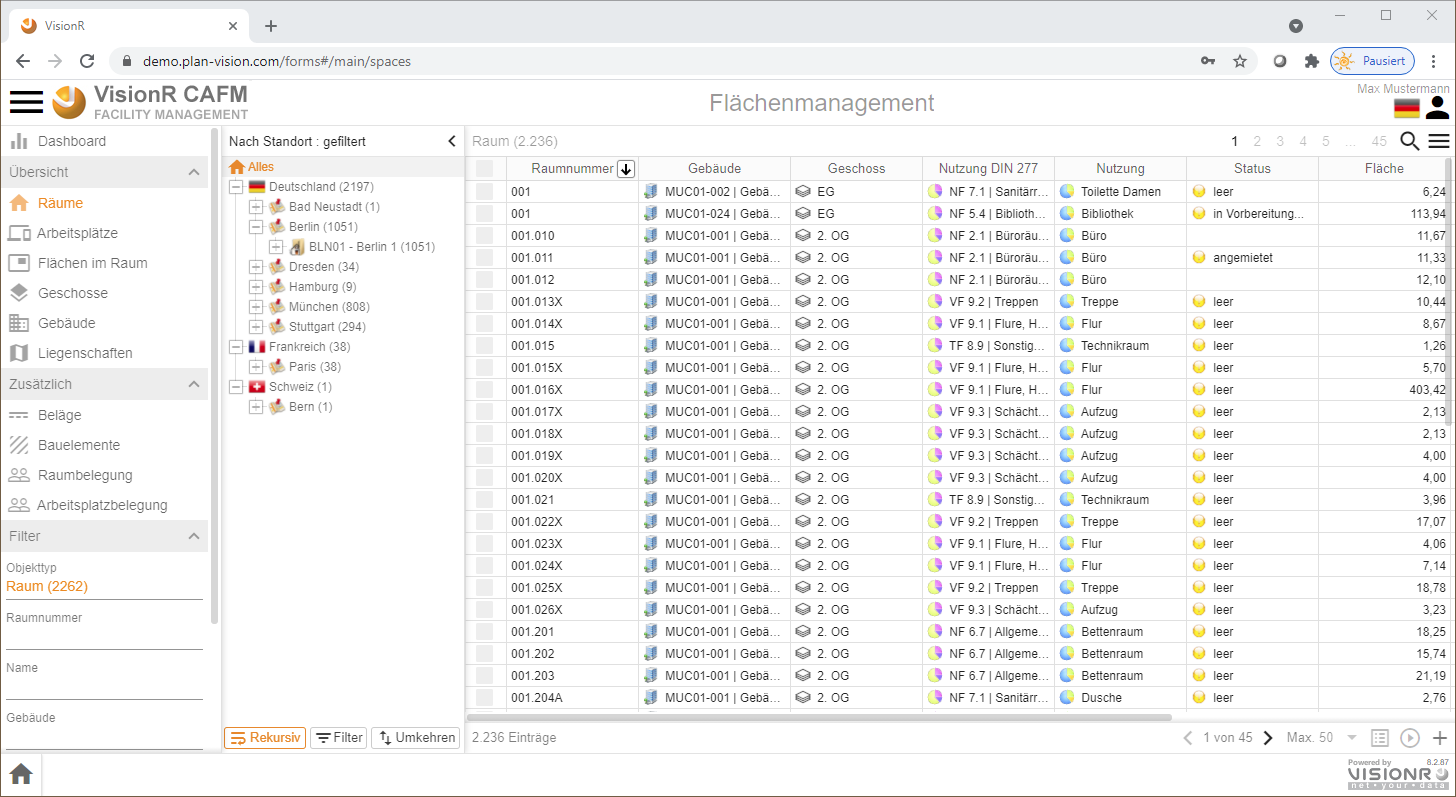 VisionR
demo.plan-vision.com/forms#/main/spaces
Pausiert
VisionR CAFM
FACILITY MANAGEMENT
Flächenmanagement
Max Mustermann
Dashboard
Übersicht
Räume
Arbeitsplätze
Flächen im Raum
Geschosse
Gebäude
Liegenschaften
Zusätzlich
Beläge
Bauelemente
Raumbelegung
Arbeitsplatzbelegung
Filter
Objekttyp
Raum (2262)
Raumnummer
Name
Gebäude
Nach Standort : gefiltert
Alles
Deutschland (2197)
Bad Neustadt (1)
Berlin (1051)
BLN01 - Berlin 1 (1051)
Dresden (34)
Hamburg (9)
München (808)
Stuttgart (294)
Frankreich (38)
Paris (38)
Schweiz (1)
Bern (1)
Rekursiv Filter Umkehren
Raum (2.236) 1 2 3 4 5 ... 45
Raumnummer Gebäude Geschoss Nutzung DIN 277 Nutzung Status Fläche
001 MUC01-002 | Gebä... EG NF 7.1 | Sanitärr... Toilette Damen leer 6,24
001 MUC01-024 | Gebä... EG NF 5.4 | Biblioth... Bibliothek in Vorbereitung... 113,94
001.010 MUC01-001 | Gebä... 2. OG NF 2.1 | Büroräu... Büro 11,67
001.011 MUC01-001 | Gebä... 2. OG NF 2.1 | Büroräu... Büro angemietet 11,33
001.012 MUC01-001 | Gebä... 2. OG NF 2.1 | Büroräu... Büro 12,10
001.013X MUC01-001 | Gebä... 2. OG VF 9.2 | Treppen Treppe leer 10,44
001.014X MUC01-001 | Gebä... 2. OG VF 9.1 | Flure, H... Flur leer 8,67
001.015 MUC01-001 | Gebä... 2. OG TF 8.9 | Sonstig... Technikraum leer 1,26
001.015X MUC01-001 | Gebä... 2. OG VF 9.1 | Flure, H... Flur leer 5,70
001.016X MUC01-001 | Gebä... 2. OG VF 9.1 | Flure, H... Flur leer 403,42
001.017X MUC01-001 | Gebä... 2. OG VF 9.3 | Schächt... Aufzug leer 2,13
001.018X MUC01-001 | Gebä... 2. OG VF 9.3 | Schächt... Aufzug leer 2,13
001.019X MUC01-001 | Gebä... 2. OG VF 9.3 | Schächt... Aufzug leer 4,00
001.020X MUC01-001 | Gebä... 2. OG VF 9.3 | Schächt... Aufzug leer 4,00
001.021 MUC01-001 | Gebä... 2. OG TF 8.9 | Sonstig... Technikraum leer 3,96
001.022X MUC01-001 | Gebä... 2. OG VF 9.2 | Treppen Treppe leer 17,07
001.023X MUC01-001 | Gebä... 2. OG VF 9.1 | Flure, H... Flur leer 4,06
001.024X MUC01-001 | Gebä... 2. OG VF 9.1 | Flure, H... Flur leer 7,14
001.025X MUC01-001 | Gebä... 2. OG VF 9.2 | Treppen Treppe leer 18,78
001.026X MUC01-001 | Gebä... 2. OG VF 9.3 | Schächt... Aufzug leer 3,23
001.201 MUC01-001 | Gebä... 2. OG NF 6.7 | Allgeme... Bettenraum leer 18,25
001.202 MUC01-001 | Gebä... 2. OG NF 6.7 | Allgeme... Bettenraum leer 15,74
001.203 MUC01-001 | Gebä... 2. OG NF 6.7 | Allgeme... Bettenraum leer 21,19
001.204A MUC01-001 | Gebä... 2. OG NF 7.1 | Sanitärr... Dusche leer 2,76
2.236 Einträge 1 von 45 Max. 50
Powered by 8.2.87
VISIONR
net • your • data